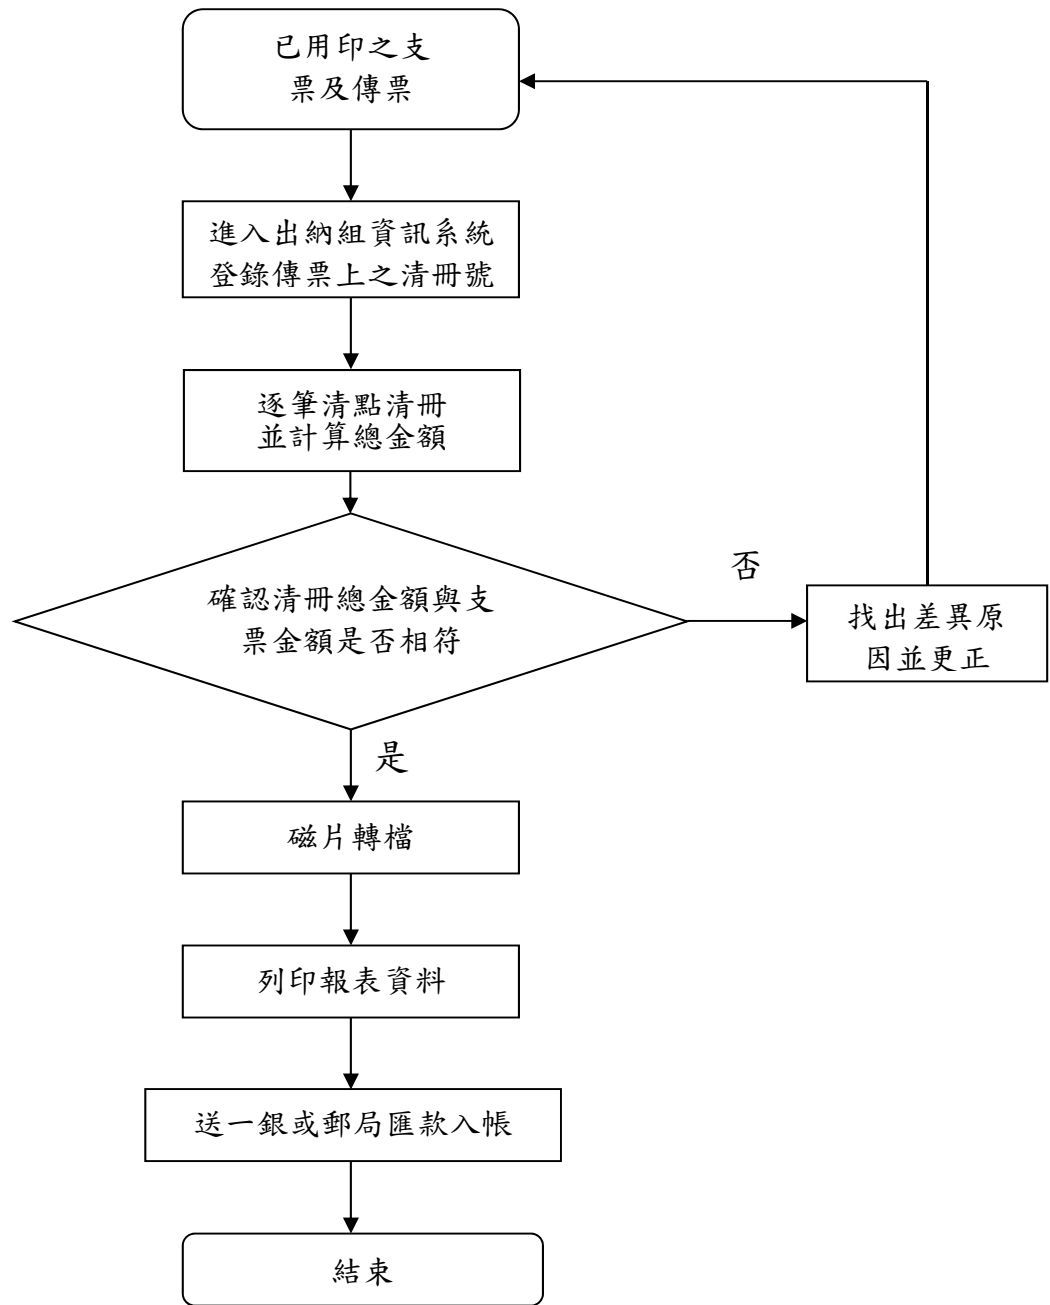 已用印之支
票及傳票
進入出納組資訊系統
登錄傳票上之清冊號
逐筆清點清冊
並計算總金額
確認清冊總金額與支
票金額是否相符
否
找出差異原
因並更正
是
磁片轉檔
列印報表資料
送一銀或郵局匯款入帳
結束